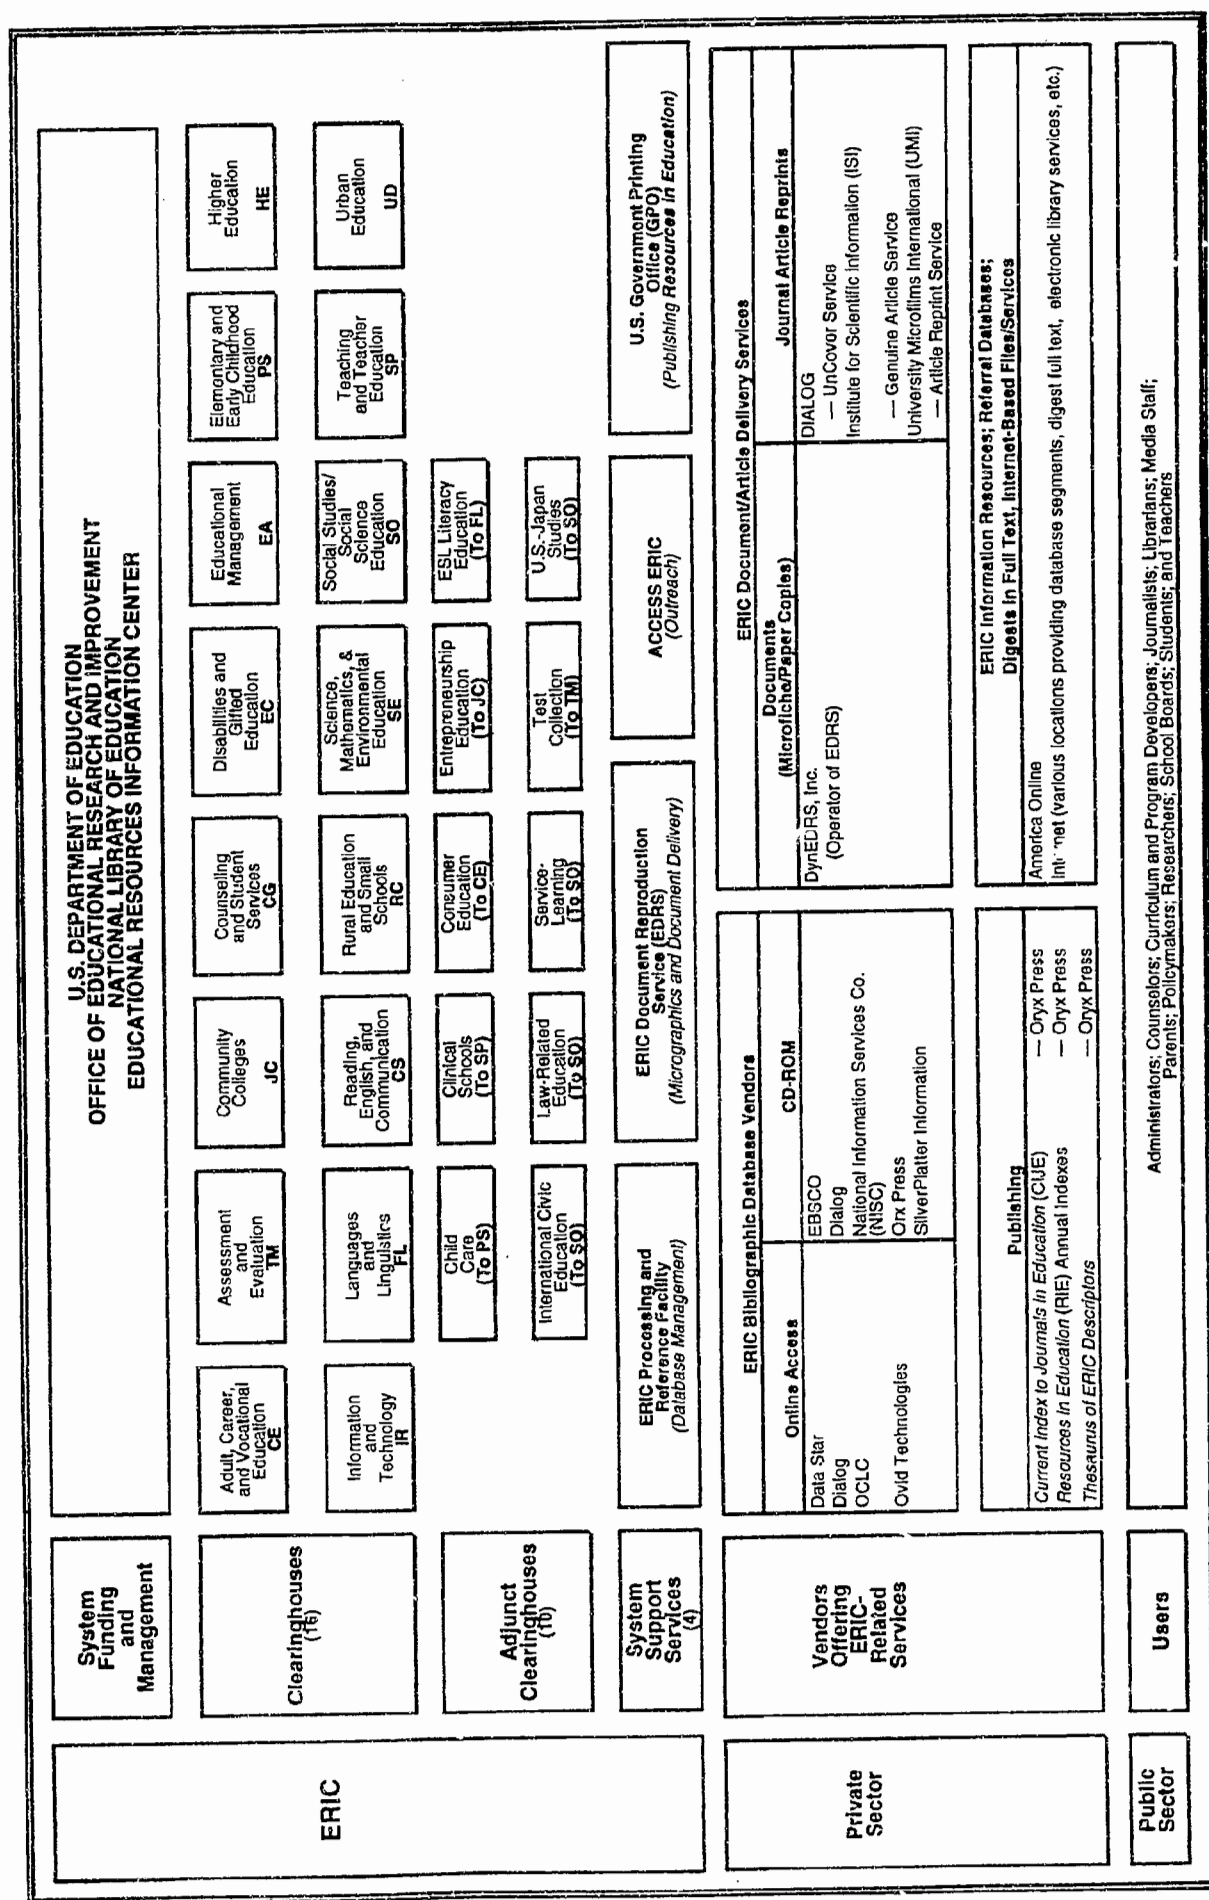 ERIC
System
Funding
and
Management
U.S. DEPARTMENT OF EDUCATION
OFFICE OF EDUCATIONAL RESEARCH AND IMPROVEMENT
NATIONAL LIBRARY OF EDUCATION
EDUCATIONAL RESOURCES INFORMATION CENTER
Clearinghouses
(16)
Adult, Career,
and Vocational
Education
CE
Assessment
and
Evaluation
TM
Community
Colleges
JC
Counseling
and Student
Services
CG
Disabilities and
Gifted
Education
EC
Educational
Management
EA
Elementary and
Early Childhood
Education
PS
Higher
Education
HE
Information
and
Technology
IR
Languages
and
Linguistics
FL
Reading,
English, and
Communication
CS
Rural Education
and Small
Schools
RC
Science,
Mathematics, &
Environmental
Education
SE
Social Studies/
Social
Science
Education
SO
Teaching
and Teacher
Education
SP
Urban
Education
UD
Adjunct
Clearinghouses
(10)
Child
Care
(To PS)
Clinical
Schools
(To SP)
Consumer
Education
(To CE)
Entrepreneurship
Education
(To JC)
ESL Literacy
Education
(To FL)
International Civic
Education
(To SO)
Law-Related
Education
(To SO)
Service-
Learning
(To SO)
Test
Collection
(To TM)
U.S.-Japan
Studies
(To SO)
System
Support
Services
(4)
ERIC Processing and
Reference Facility
(Database Management)
ERIC Document Reproduction
Service (EDRS)
(Micrographics and Document Delivery)
ACCESS ERIC
(Outreach)
U.S. Government Printing
Office (GPO)
(Publishing Resources in Education)
Private
Sector
Vendors
Offering
ERIC-
Related
Services
ERIC Bibliographic Database Vendors
Online Access
Data Star
Dialog
OCLC
Ovid Technologies
CD-ROM
EBSCO
Dialog
National Information Services Co.
(NISC)
Orx Press
SilverPlatter Information
ERIC Document/Article Delivery Services
Documents
(Microfiche/Paper Copies)
DynEDRS, Inc.
(Operator of EDRS)
Journal Article Reprints
DIALOG
— UnCover Service
Institute for Scientific Information (ISI)
— Genuine Article Service
University Microfilms International (UMI)
— Article Reprint Service
Publishing
Current Index to Journals in Education (CIJE) — Oryx Press
Resources in Education (RIE) Annual Indexes — Oryx Press
Thesaurus of ERIC Descriptors — Oryx Press
ERIC Information Resources; Referral Databases;
Digests in Full Text, Internet-Based Files/Services
America Online
(various locations providing database segments, digest full text, electronic library services, etc.)
Public
Sector
Users
Administrators; Counselors; Curriculum and Program Developers; Journalists; Librarians; Media Staff;
Parents; Policymakers; Researchers; School Boards; Students; and Teachers